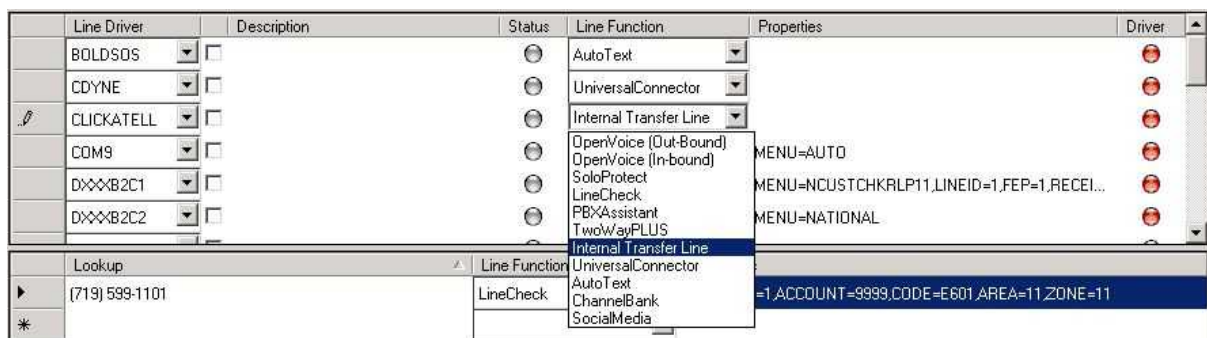 Line Driver Description Status Line Function Properties Driver
BOLDSOS AutoText
CDYNE UniversalConnector
CLICKATELL Internal Transfer Line
COM9 MENU=AUTO
DXXXB2C1 MENU=NCUSTCHKRLP11,LINEID=1,FEP=1,RECEI...
DXXXB2C2 MENU=NATIONAL
OpenVoice (Out-Bound)
OpenVoice (In-bound)
SoloProtect
LineCheck
PBXAssistant
TwoWayPLUS
Internal Transfer Line
UniversalConnector
AutoText
ChannelBank
SocialMedia
Lookup Line Function
(719) 599-1101 LineCheck =1,ACCOUNT=9999,CODE=E601,AREA=11,ZONE=11